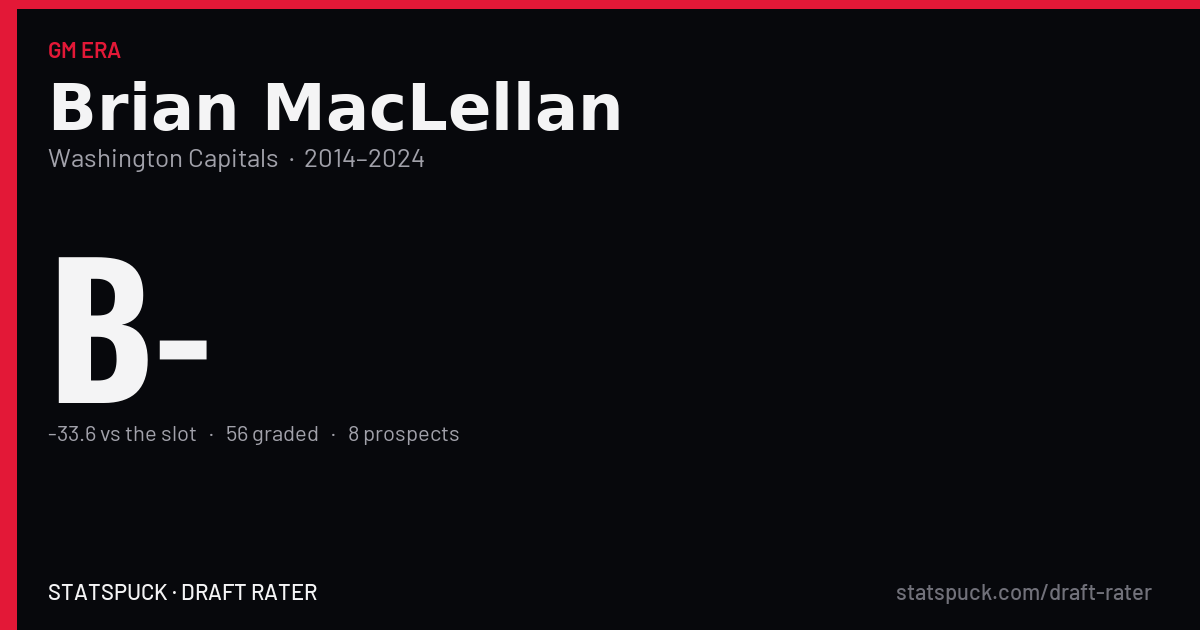 GM ERA
Brian MacLellan
Washington Capitals · 2014–2024
B-
-33.6 vs the slot · 56 graded · 8 prospects
STATSPUCK · DRAFT RATER
statspuck.com/draft-rater